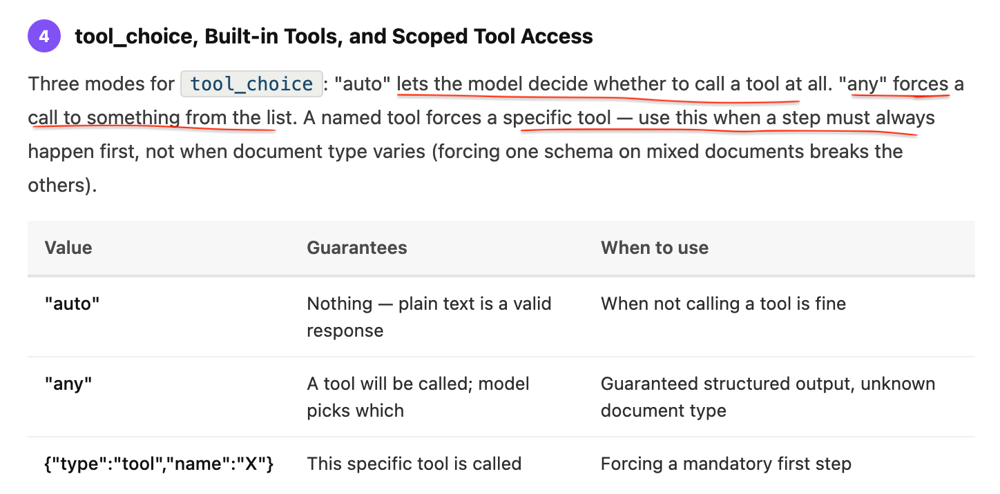 4 tool_choice, Built-in Tools, and Scoped Tool Access
Three modes for tool_choice: "auto" lets the model decide whether to call a tool at all. "any" forces a
call to something from the list. A named tool forces a specific tool — use this when a step must always
happen first, not when document type varies (forcing one schema on mixed documents breaks the
others).
Value Guarantees When to use
"auto" Nothing — plain text is a valid When not calling a tool is fine
response
"any" A tool will be called; model Guaranteed structured output, unknown
picks which document type
{"type":"tool","name":"X"} This specific tool is called Forcing a mandatory first step